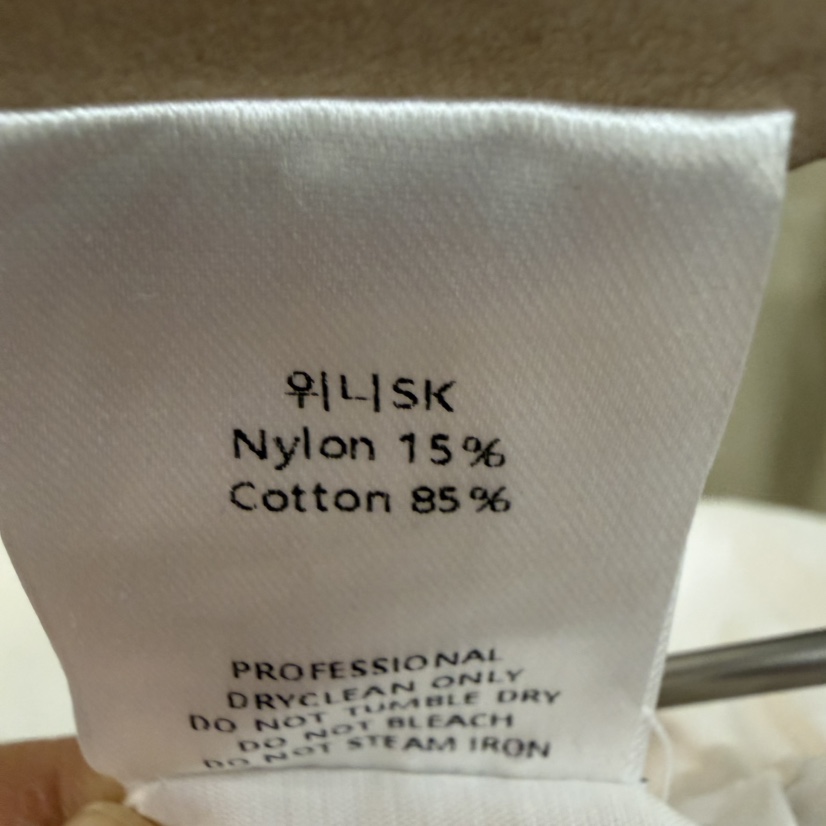 위니SK
Nylon 15%
Cotton 85%
PROFESSIONAL
DRYCLEAN ONLY
DO NOT TUMBLE DRY
DO NOT BLEACH
DO NOT STEAM IRON